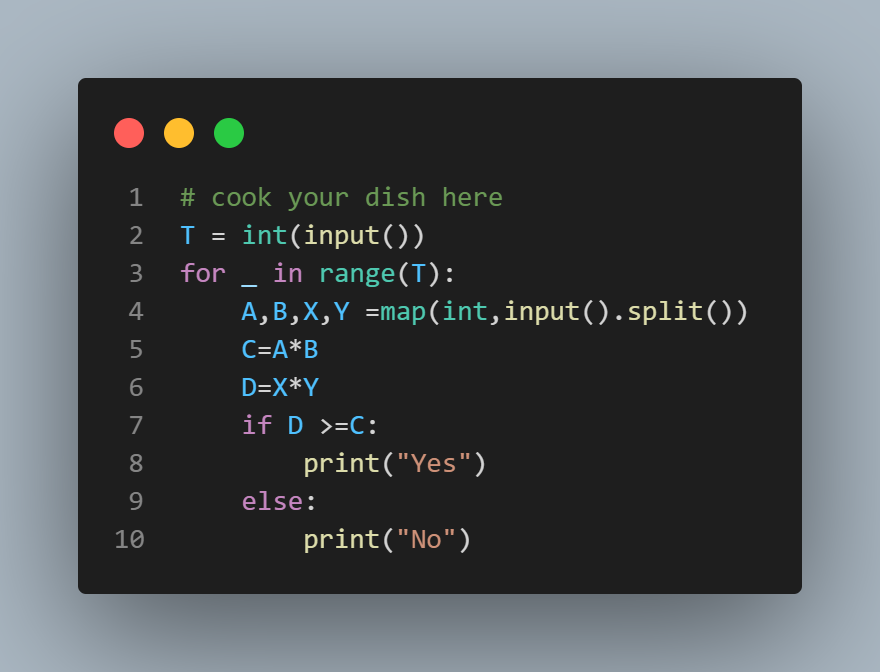 1 # cook your dish here
2 T = int(input())
3 for _ in range(T):
4     A,B,X,Y =map(int,input().split())
5     C=A*B
6     D=X*Y
7     if D >=C:
8         print("Yes")
9     else:
10         print("No")